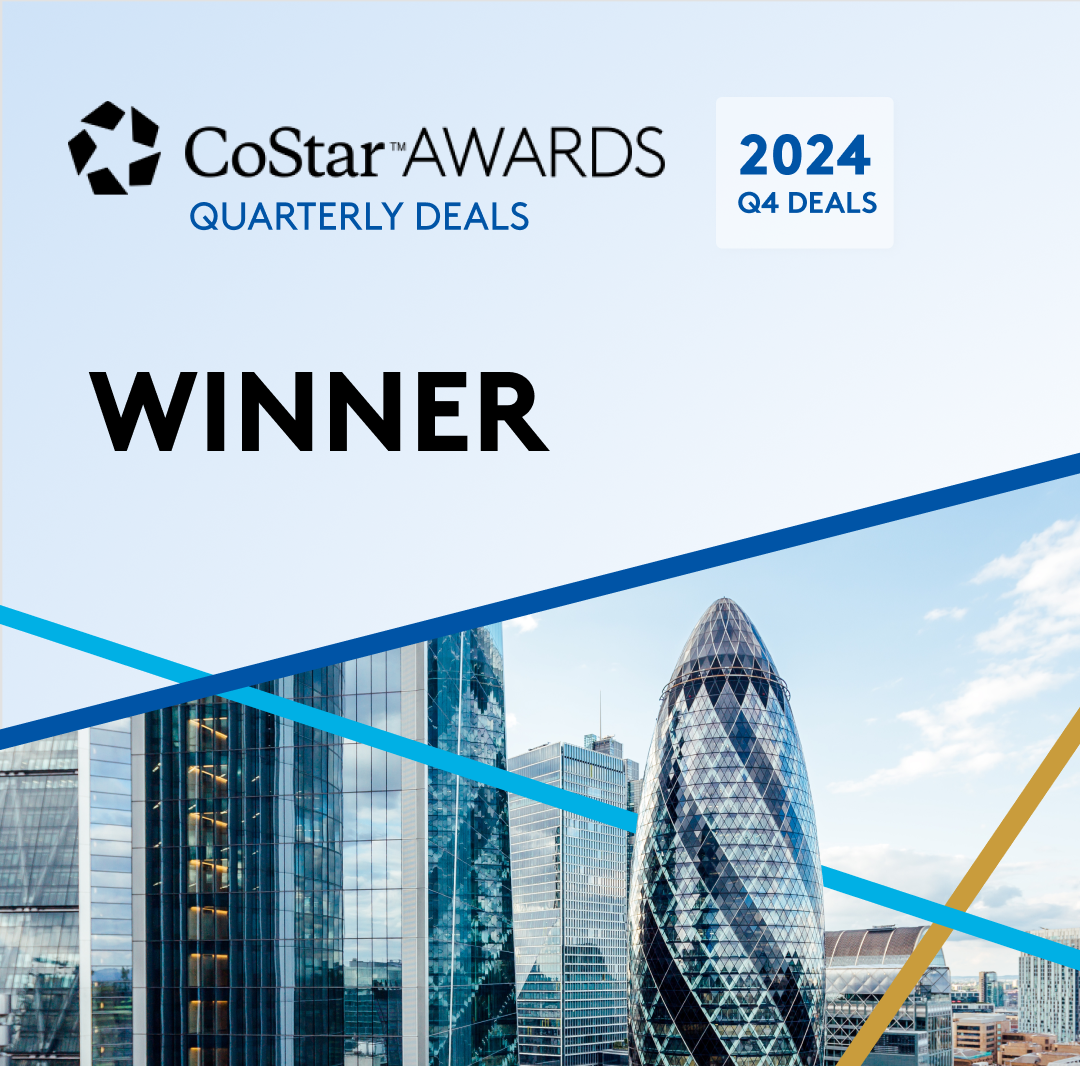 CoStar™ AWARDS
QUARTERLY DEALS
2024
Q4 DEALS
WINNER